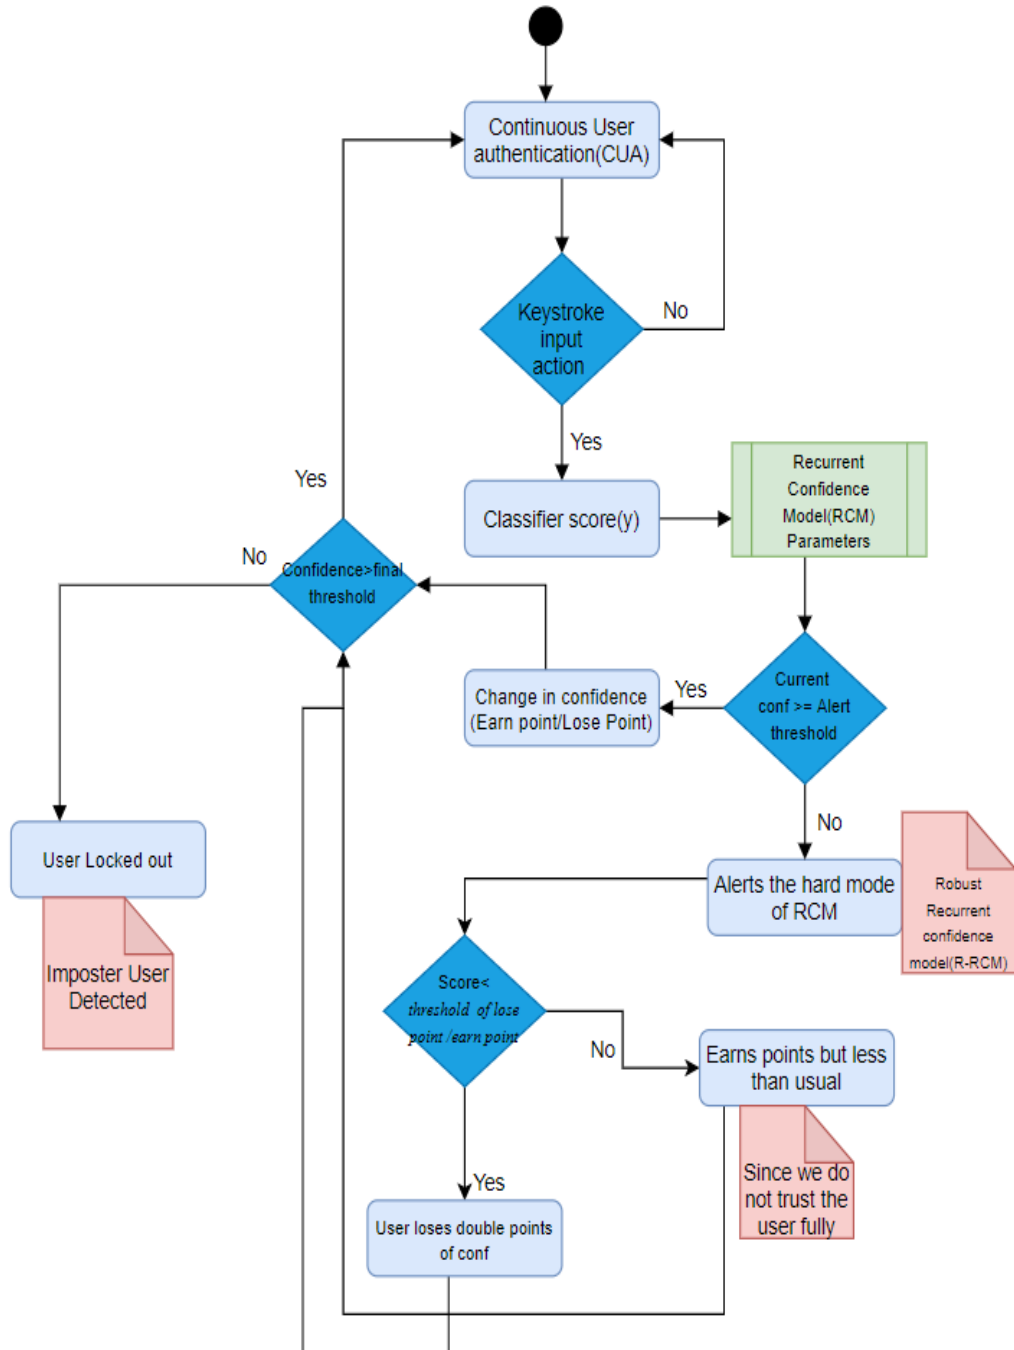 Continuous User
authentication(CUA)
Keystroke
input
action
No
Yes
Classifier score(y)
Recurrent
Confidence
Model(RCM)
Parameters
Yes
No
Confidence>final
threshold
Change in confidence
(Earn point/Lose Point)
Yes
Current
conf >= Alert
threshold
No
User Locked out
Imposter User
Detected
Alerts the hard mode
of RCM
Robust
Recurrent
confidence
model(R-RCM)
Score<
threshold of lose
point /earn point
No
Earns points but less
than usual
Since we do
not trust the
user fully
Yes
User loses double points
of conf